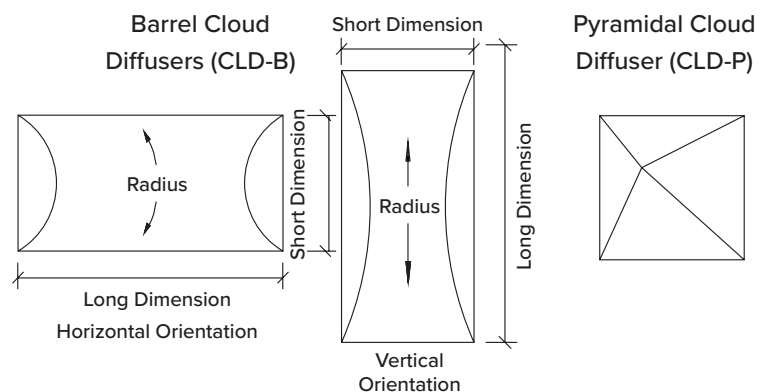 Barrel Cloud
Diffusers (CLD-B)
Short Dimension
Pyramidal Cloud
Diffuser (CLD-P)
Radius
Short Dimension
Long Dimension
Horizontal Orientation
Radius
Long Dimension
Vertical
Orientation